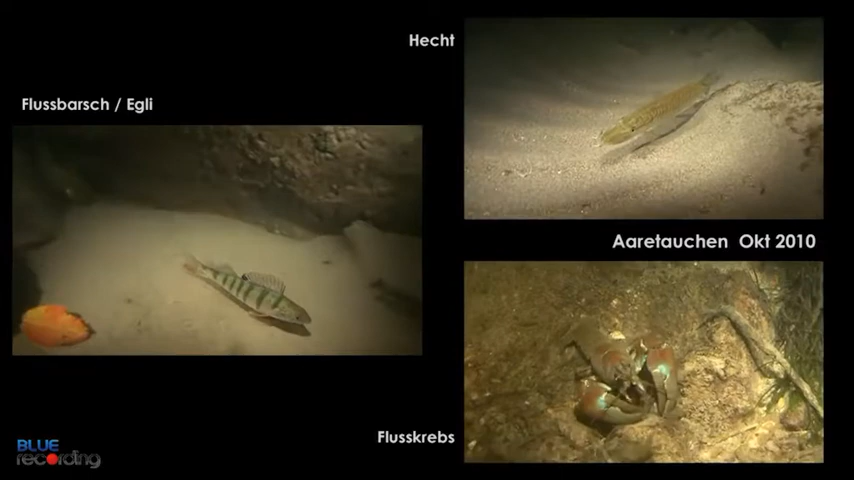 Hecht
Flussbarsch / Egli
Aaretauchen Okt 2010
Flusskrebs
BLUE
recording